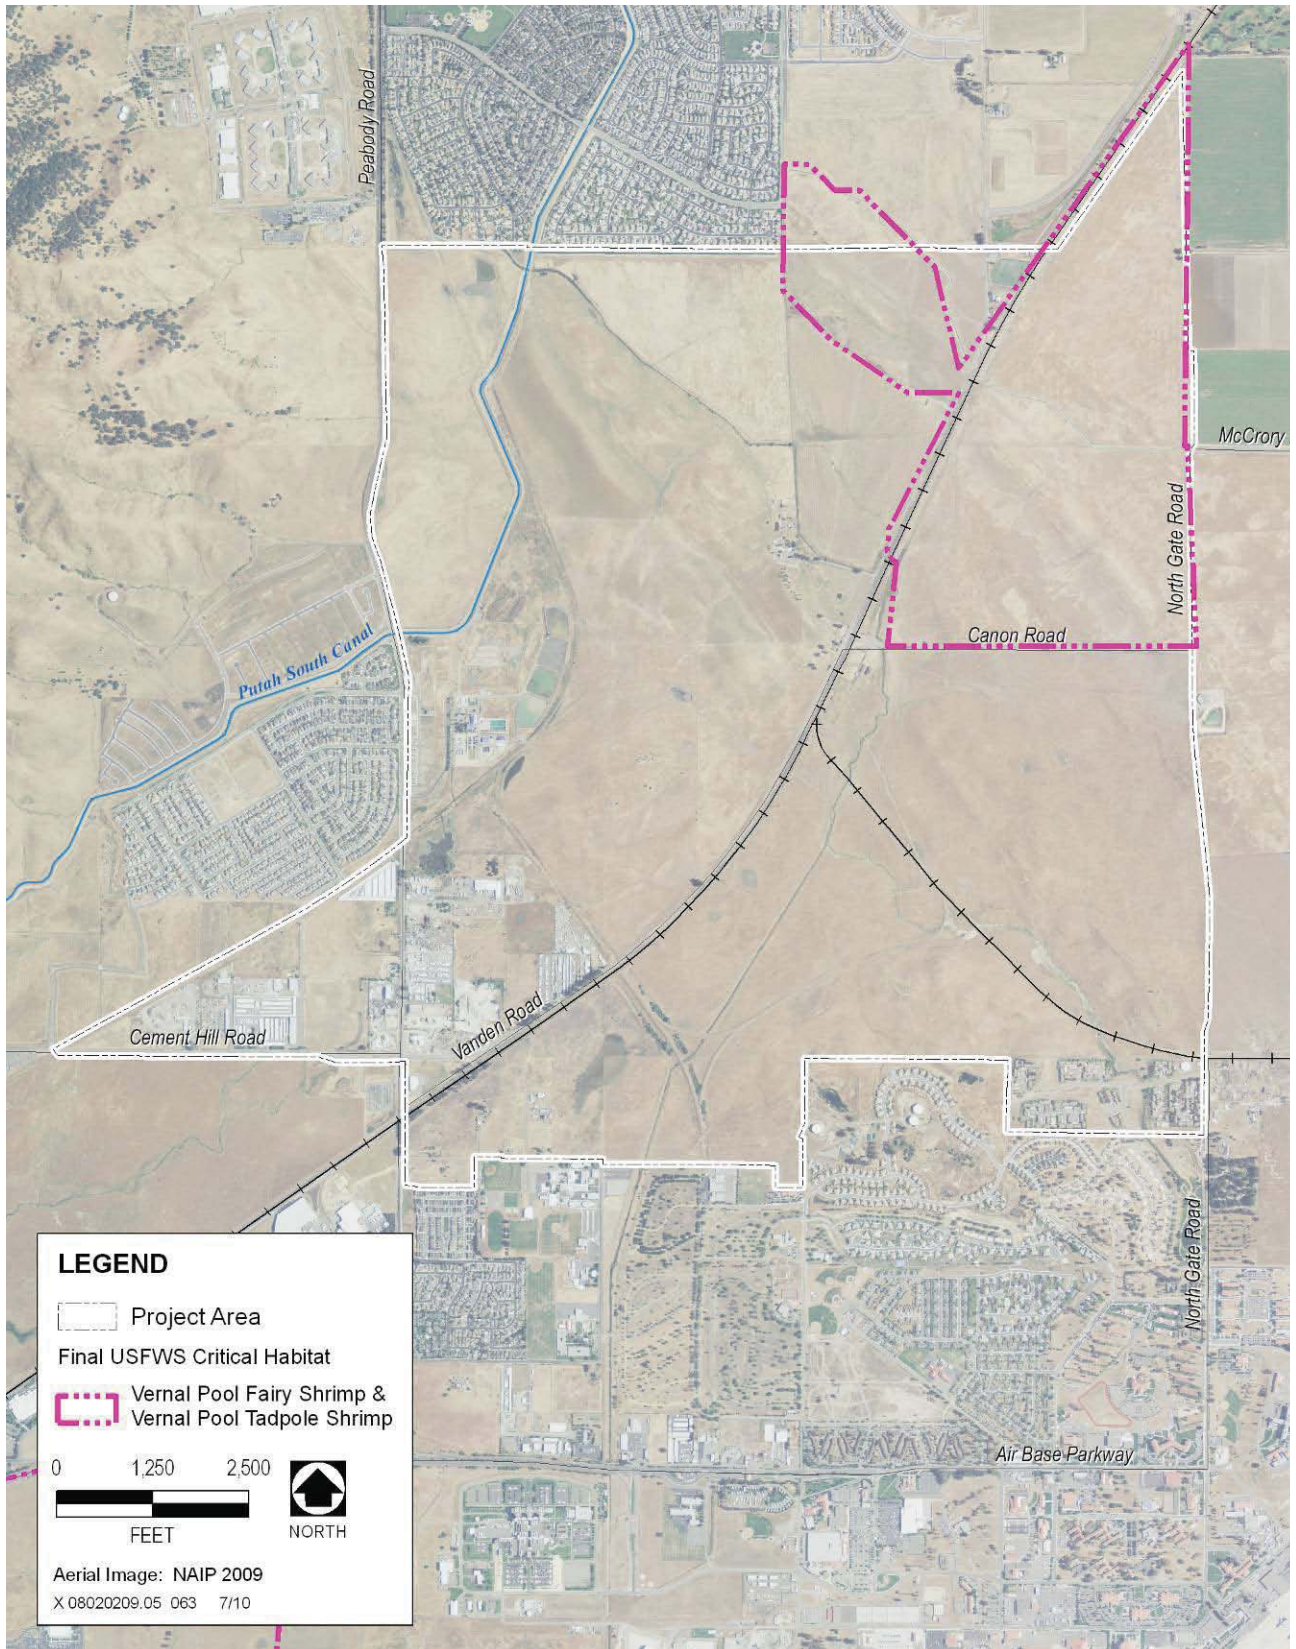 Peabody Road
McCrory
North Gate Road
Canon Road
Putah South Canal
Vanden Road
Cement Hill Road
North Gate Road
Air Base Parkway
LEGEND
Project Area
Final USFWS Critical Habitat
Vernal Pool Fairy Shrimp &
Vernal Pool Tadpole Shrimp
0 1,250 2,500
FEET
NORTH
Aerial Image: NAIP 2009
X 08020209.05 063 7/10